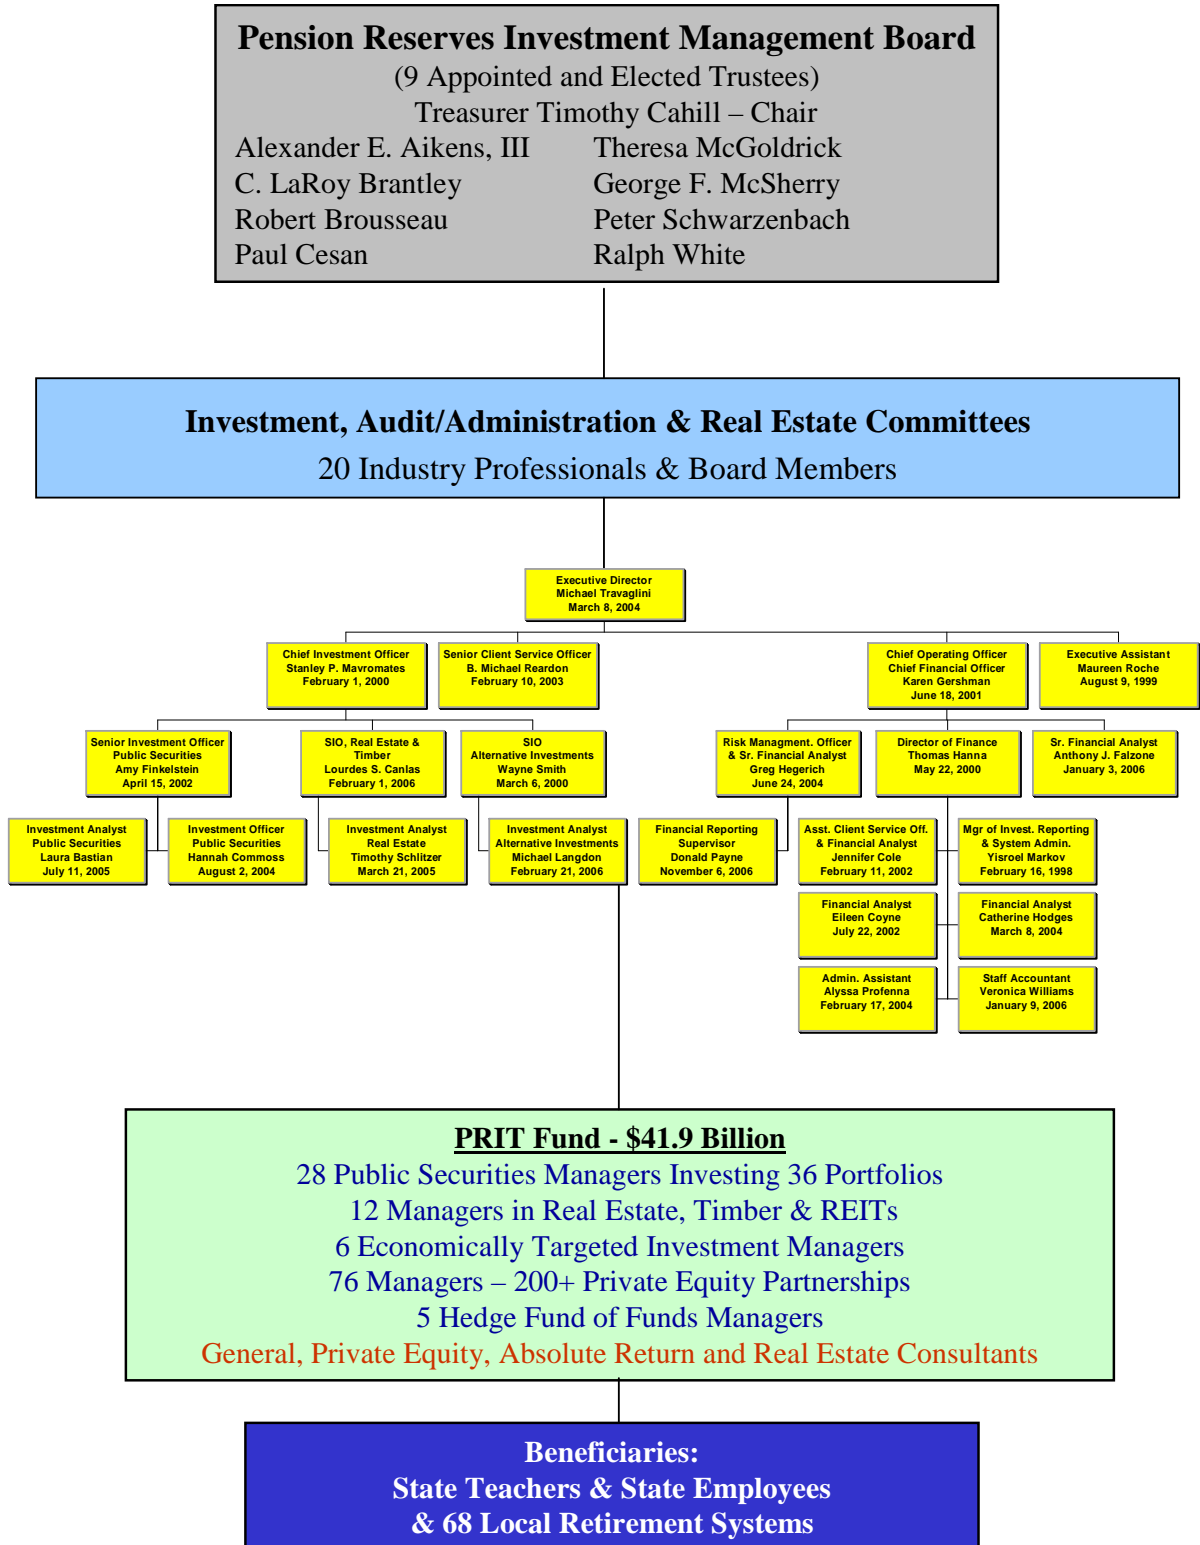 Pension Reserves Investment Management Board
(9 Appointed and Elected Trustees)
Treasurer Timothy Cahill – Chair
Alexander E. Aikens, III Theresa McGoldrick
C. LaRoy Brantley George F. McSherry
Robert Brousseau Peter Schwarzenbach
Paul Cesan Ralph White
Investment, Audit/Administration & Real Estate Committees
20 Industry Professionals & Board Members
Executive Director
Michael Travaglini
March 8, 2004
Chief Investment Officer
Stanley P. Mavromates
February 1, 2000
Senior Client Service Officer
B. Michael Reardon
February 10, 2003
Chief Operating Officer
Chief Financial Officer
Karen Gershman
June 18, 2001
Executive Assistant
Maureen Roche
August 9, 1999
Senior Investment Officer
Public Securities
Amy Finkelstein
April 15, 2002
SIO, Real Estate &
Timber
Lourdes S. Canlas
February 1, 2006
SIO
Alternative Investments
Wayne Smith
March 6, 2000
Risk Managment. Officer
& Sr. Financial Analyst
Greg Hegerich
June 24, 2004
Director of Finance
Thomas Hanna
May 22, 2000
Sr. Financial Analyst
Anthony J. Falzone
January 3, 2006
Investment Analyst
Public Securities
Laura Bastian
July 11, 2005
Investment Officer
Public Securities
Hannah Commoss
August 2, 2004
Investment Analyst
Real Estate
Timothy Schlitzer
March 21, 2005
Investment Analyst
Alternative Investments
Michael Langdon
February 21, 2006
Financial Reporting
Supervisor
Donald Payne
November 6, 2006
Asst. Client Service Off.
& Financial Analyst
Jennifer Cole
February 11, 2002
Mgr of Invest. Reporting
& System Admin.
Yisroel Markov
February 16, 1998
Financial Analyst
Eileen Coyne
July 22, 2002
Financial Analyst
Catherine Hodges
March 8, 2004
Admin. Assistant
Alyssa Profenna
February 17, 2004
Staff Accountant
Veronica Williams
January 9, 2006
PRIT Fund - $41.9 Billion
28 Public Securities Managers Investing 36 Portfolios
12 Managers in Real Estate, Timber & REITs
6 Economically Targeted Investment Managers
76 Managers – 200+ Private Equity Partnerships
5 Hedge Fund of Funds Managers
General, Private Equity, Absolute Return and Real Estate Consultants
Beneficiaries:
State Teachers & State Employees
& 68 Local Retirement Systems